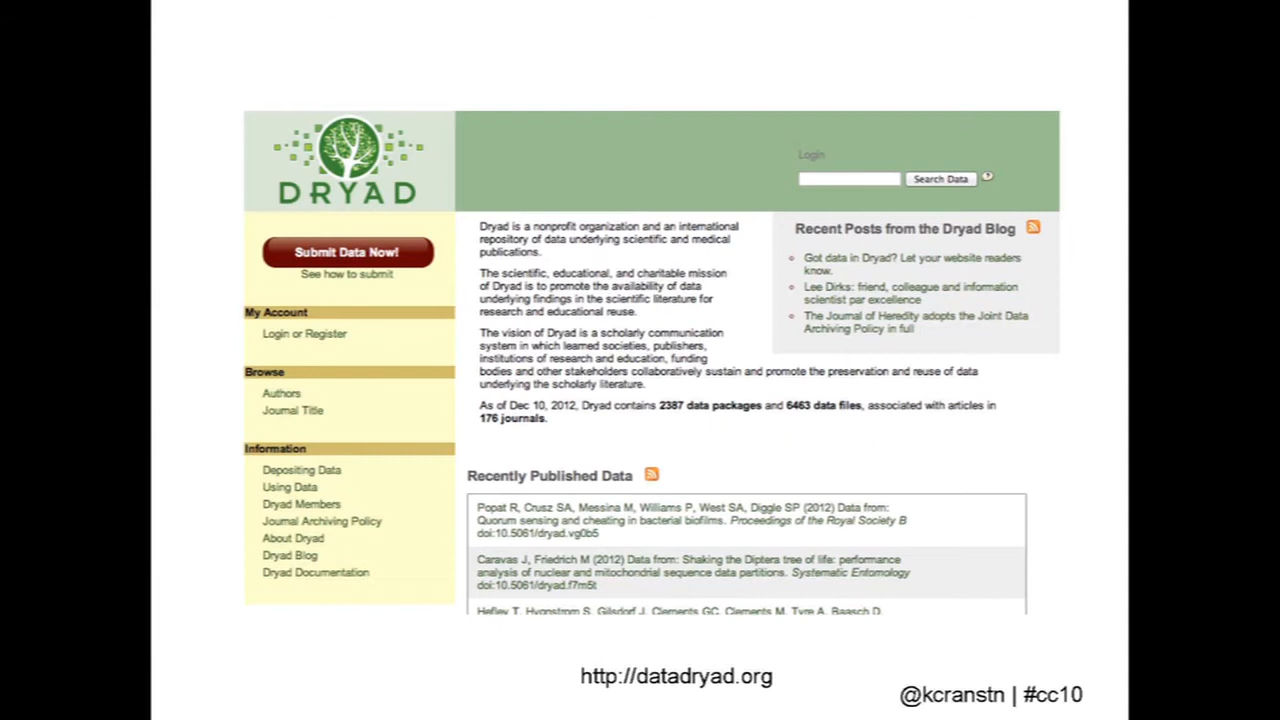 DRYAD
Login
Search Data
?
Submit Data Now!
See how to submit
My Account
Login or Register
Browse
Authors
Journal Title
Information
Depositing Data
Using Data
Dryad Members
Journal Archiving Policy
About Dryad
Dryad Blog
Dryad Documentation
Dryad is a nonprofit organization and an international
repository of data underlying scientific and medical
publications.
The scientific, educational, and charitable mission
of Dryad is to promote the availability of data
underlying findings in the scientific literature for
research and educational reuse.
The vision of Dryad is a scholarly communication
system in which learned societies, publishers,
institutions of research and education, funding
bodies and other stakeholders collaboratively sustain and promote the preservation and reuse of data
underlying the scholarly literature.
As of Dec 10, 2012, Dryad contains 2387 data packages and 6463 data files, associated with articles in
176 journals.
Recent Posts from the Dryad Blog
Got data in Dryad? Let your website readers
know.
Lee Dirks: friend, colleague and information
scientist par excellence
The Journal of Heredity adopts the Joint Data
Archiving Policy in full
Recently Published Data
Popat R, Crusz SA, Messina M, Williams P, West SA, Diggle SP (2012) Data from:
Quorum sensing and cheating in bacterial biofilms. Proceedings of the Royal Society B
doi:10.5061/dryad.vg0b5
Caravas J, Friedrich M (2012) Data from: Shaking the Diptera tree of life: performance
analysis of nuclear and mitochondrial sequence data partitions. Systematic Entomology
doi:10.5061/dryad.f7m5t
Hefley T, Hygnstrom S, Gilsdorf J, Clements GC, Clements M, Tyre A, Baasch D,
http://datadryad.org
@kcranstn | #cc10